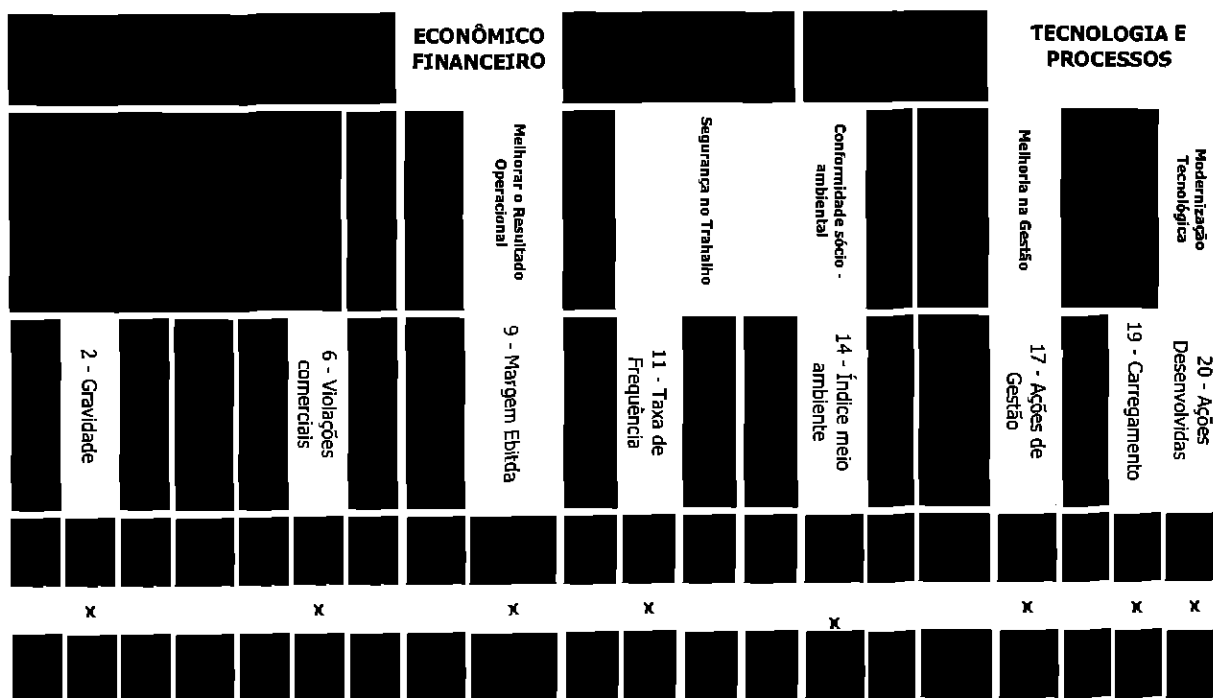 ECONÔMICO
FINANCEIRO
TECNOLOGIA E
PROCESSOS
Melhorar o Resultado
Operacional
Segurança no Trabalho
Conformidade sócio -
ambiental
Melhoria na Gestão
Modernização
Tecnológica
2 - Gravidade
6 - Violações
comerciais
9 - Margem Ebitda
11 - Taxa de
Frequência
14 - Índice meio
ambiente
17 - Ações de
Gestão
19 - Carregamento
20 - Ações
Desenvolvidas
x x x x x x x x